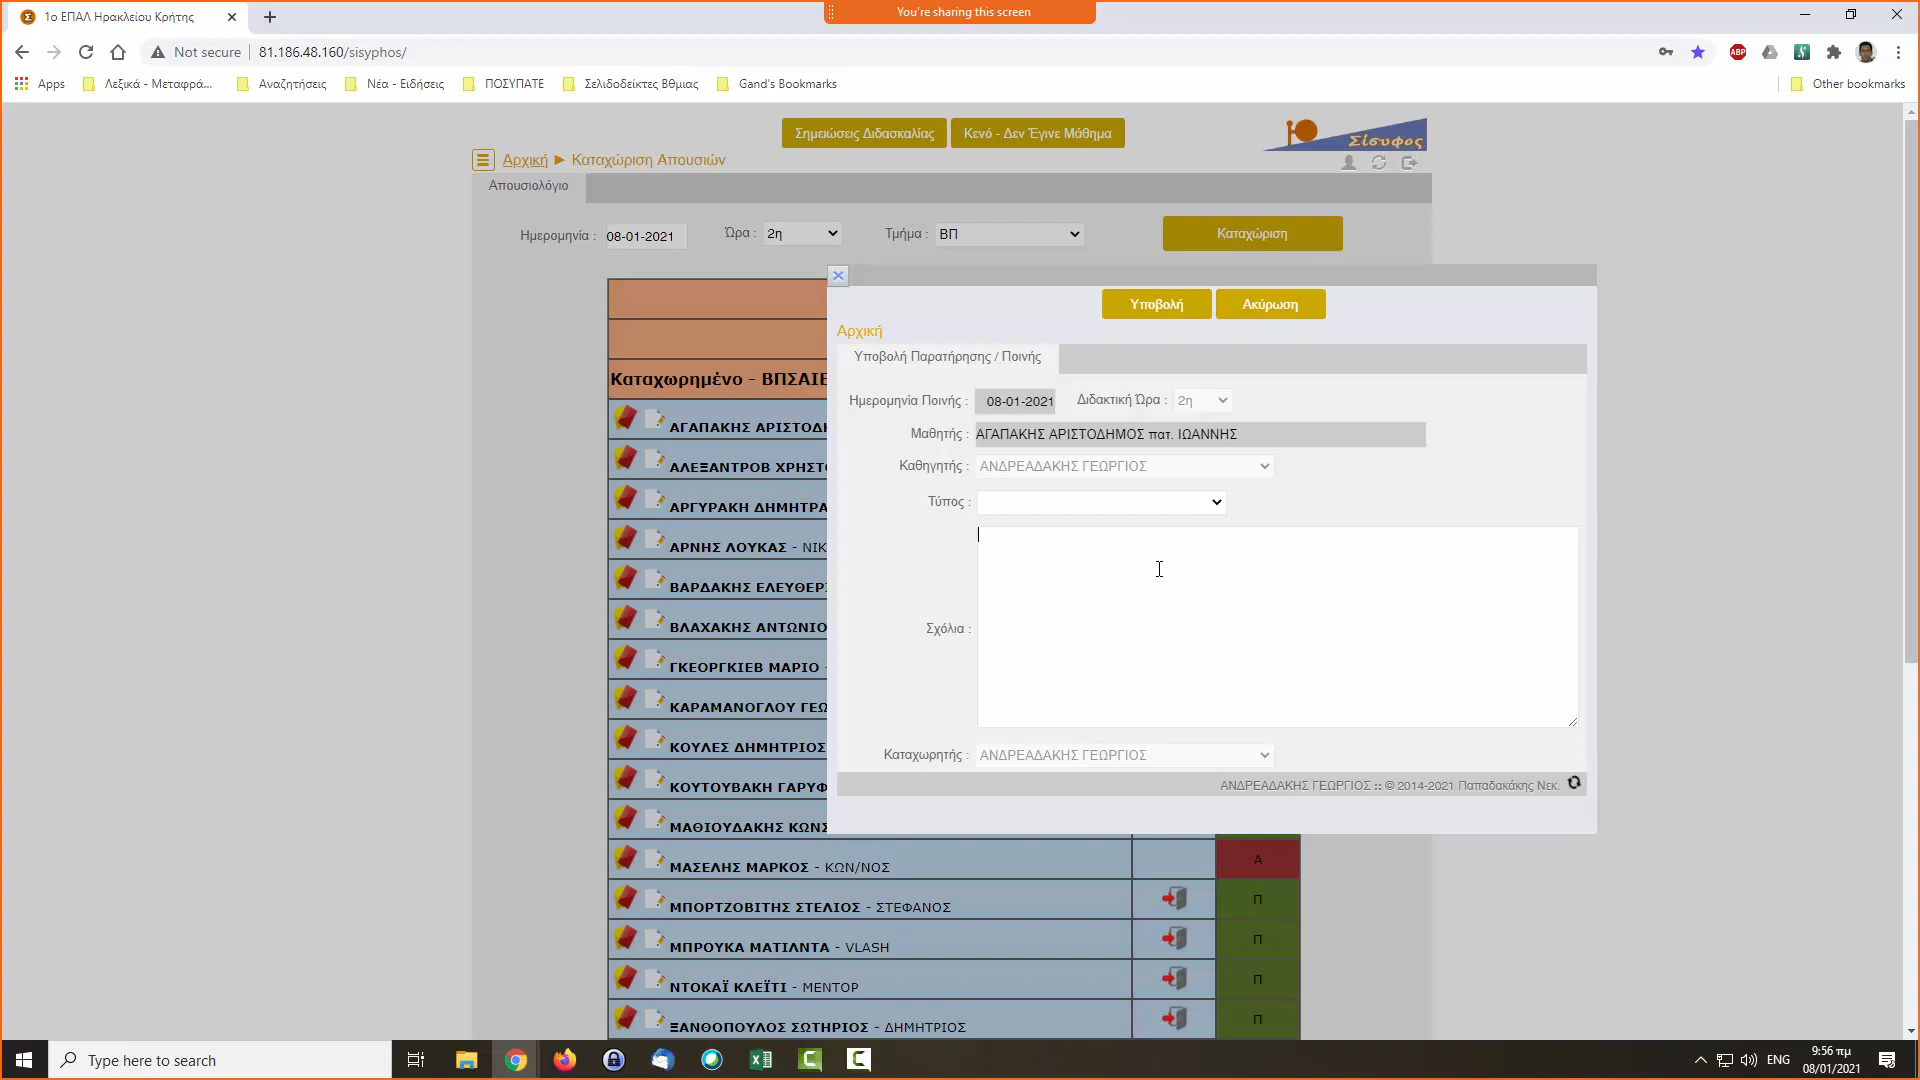 You're sharing this screen
1ο ΕΠΑΛ Ηρακλείου Κρήτης
Not secure
81.186.48.160/sisyphos/
ABP
Apps
Λεξικά - Μεταφρά...
Αναζητήσεις
Νέα - Ειδήσεις
ΠΟΣΥΠΑΤΕ
Σελιδοδείκτες Βθμιας
Gand's Bookmarks
Other bookmarks
Σημειώσεις Διδασκαλίας
Κενό - Δεν Έγινε Μάθημα
Σίσυφος
Αρχική ► Καταχώριση Απουσιών
Απουσιολόγιο
Ημερομηνία : 08-01-2021
Ώρα : 2η
Τμήμα : ΒΠ
Καταχώριση
Υποβολή
Ακύρωση
Αρχική
Υποβολή Παρατήρησης / Ποινής
Ημερομηνία Ποινής : 08-01-2021
Διδακτική Ώρα : 2η
Μαθητής : ΑΓΑΠΑΚΗΣ ΑΡΙΣΤΟΔΗΜΟΣ πατ. ΙΩΑΝΝΗΣ
Καθηγητής : ΑΝΔΡΕΑΔΑΚΗΣ ΓΕΩΡΓΙΟΣ
Τύπος :
Σχόλια :
Καταχωρητής : ΑΝΔΡΕΑΔΑΚΗΣ ΓΕΩΡΓΙΟΣ
ΑΝΔΡΕΑΔΑΚΗΣ ΓΕΩΡΓΙΟΣ :: © 2014-2021 Παπαδακάκης Νεκ.
Καταχωρημένο - ΒΠΣΑΙΕ
ΑΓΑΠΑΚΗΣ ΑΡΙΣΤΟΔΗ
ΑΛΕΞΑΝΤΡΟΒ ΧΡΗΣΤΟ
ΑΡΓΥΡΑΚΗ ΔΗΜΗΤΡΑ
ΑΡΝΗΣ ΛΟΥΚΑΣ - ΝΙΚ
ΒΑΡΔΑΚΗΣ ΕΛΕΥΘΕΡΙ
ΒΛΑΧΑΚΗΣ ΑΝΤΩΝΙΟ
ΓΚΕΟΡΓΚΙΕΒ ΜΑΡΙΟ -
ΚΑΡΑΜΑΝΟΓΛΟΥ ΓΕΩ
ΚΟΥΛΕΣ ΔΗΜΗΤΡΙΟΣ
ΚΟΥΤΟΥΒΑΚΗ ΓΑΡΥΦ
ΜΑΘΙΟΥΔΑΚΗΣ ΚΩΝΣ
ΜΑΣΕΛΗΣ ΜΑΡΚΟΣ - ΚΩΝ/ΝΟΣ Α
ΜΠΟΡΤΖΟΒΙΤΗΣ ΣΤΕΛΙΟΣ - ΣΤΕΦΑΝΟΣ Π
ΜΠΡΟΥΚΑ ΜΑΤΙΛΝΤΑ - VLASH Π
ΝΤΟΚΑΪ ΚΛΕΪΤΙ - MENTOP Π
ΞΑΝΘΟΠΟΥΛΟΣ ΣΩΤΗΡΙΟΣ - ΔΗΜΗΤΡΙΟΣ Π
Type here to search
ENG
9:56 πμ
08/01/2021